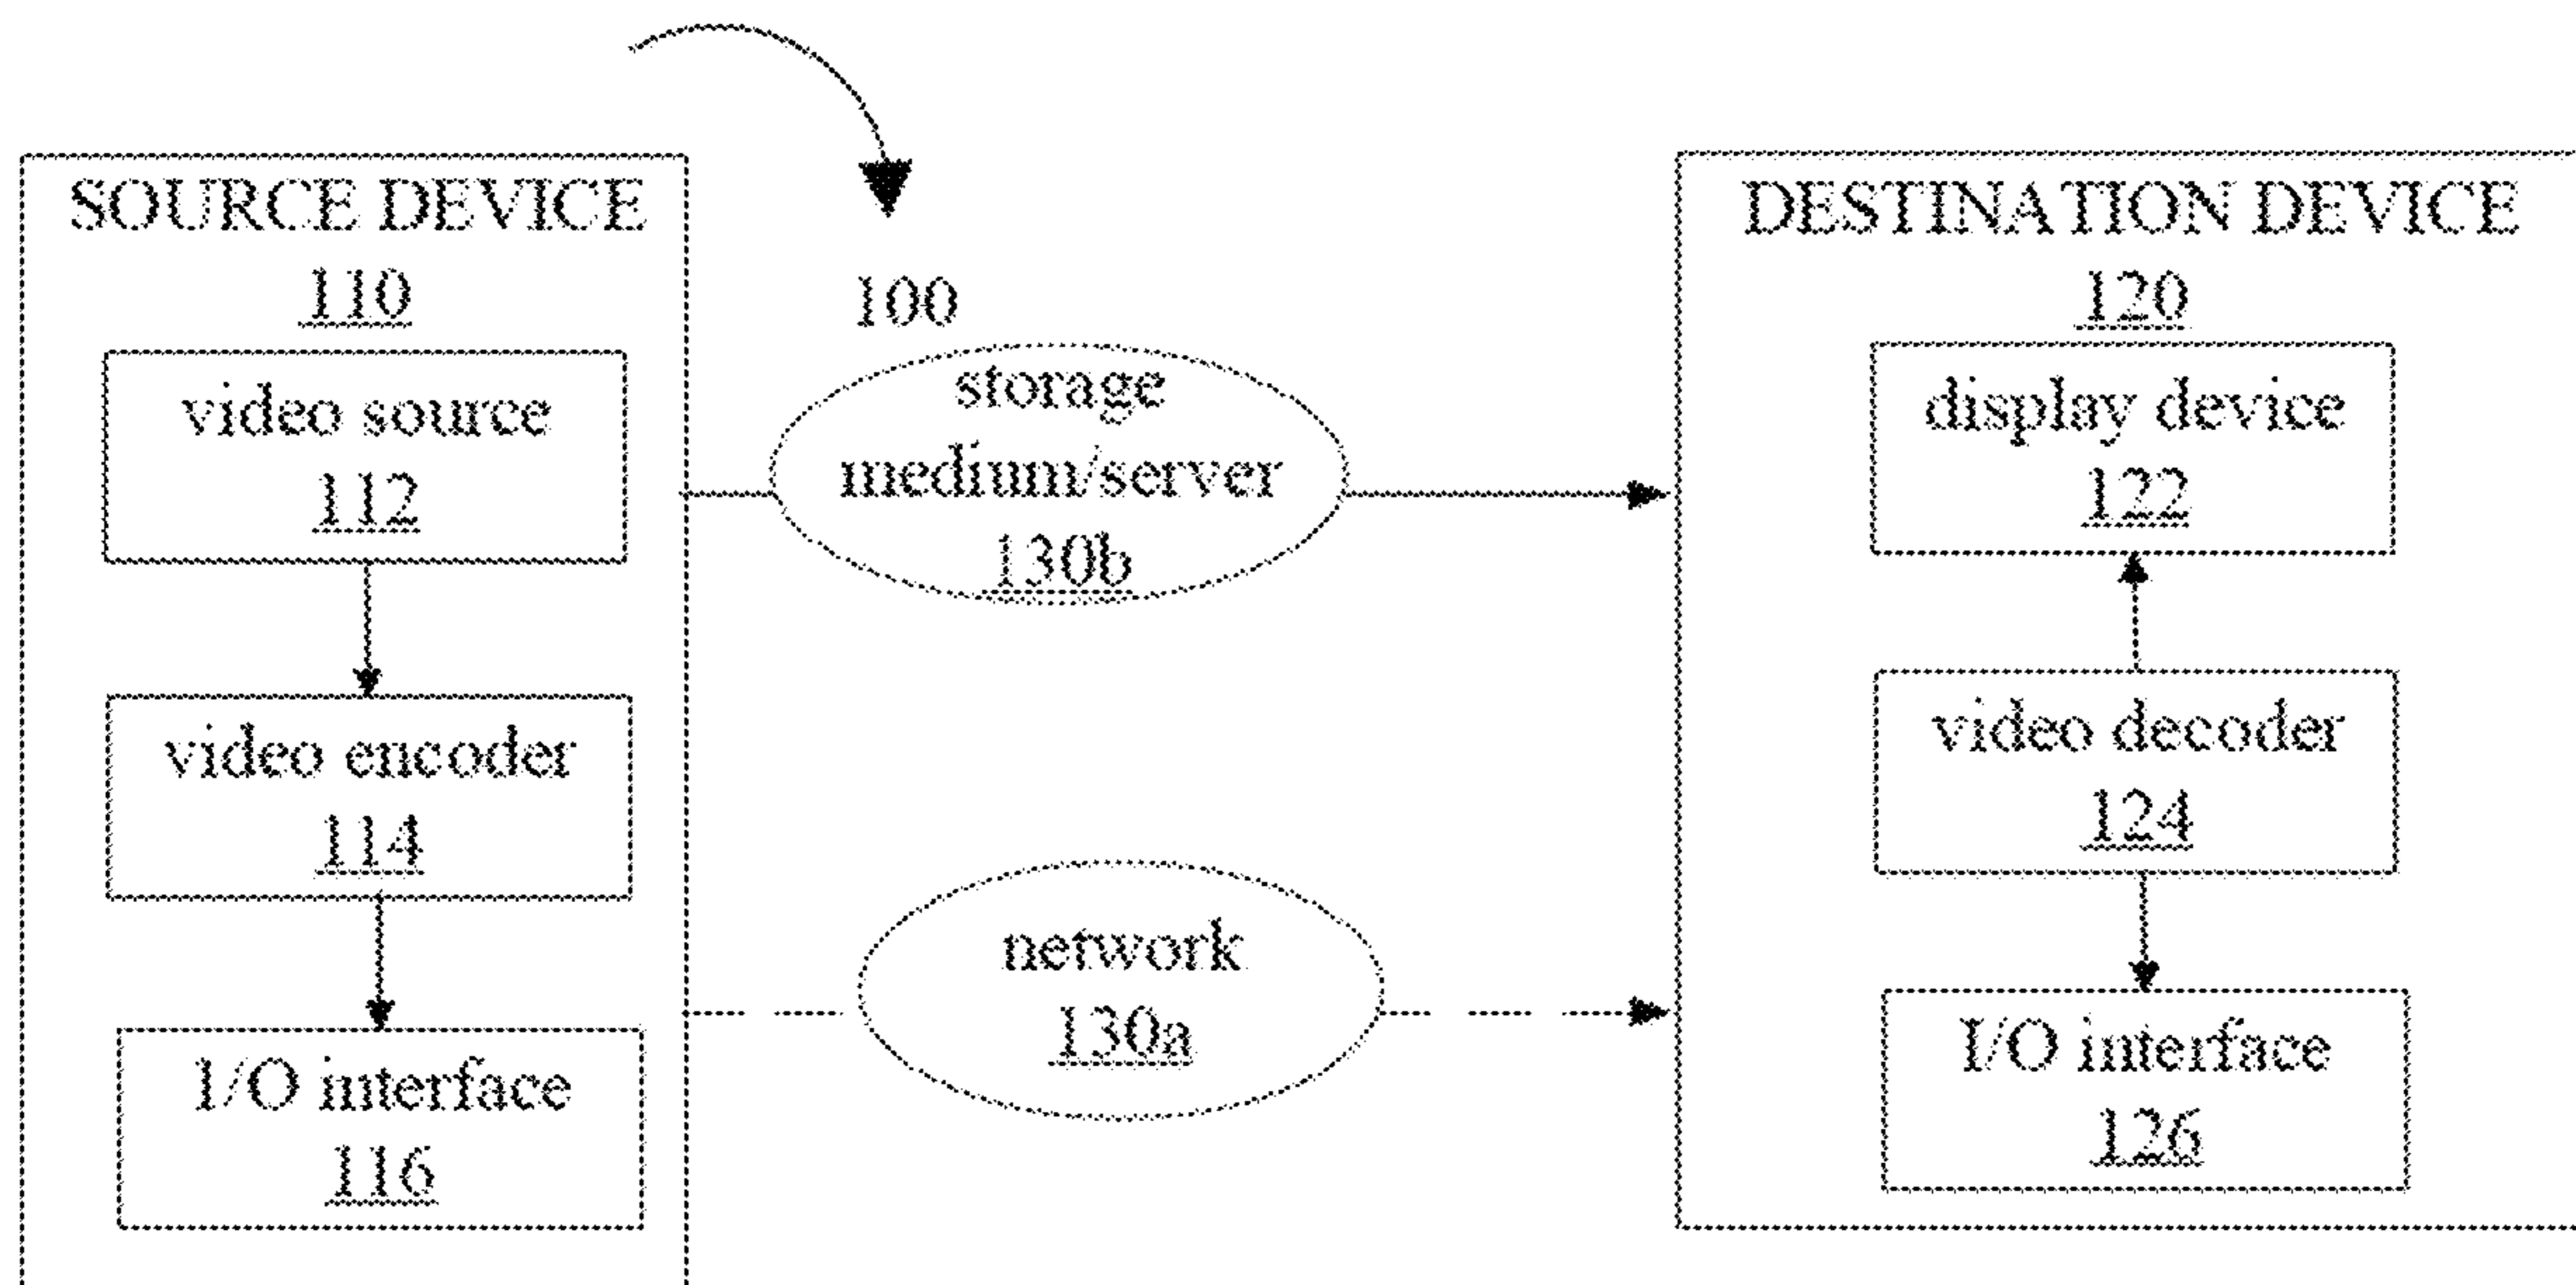 SOURCE DEVICE
110
video source
112
video encoder
114
I/O interface
116
100
storage
medium/server
130b
network
130a
DESTINATION DEVICE
120
display device
122
video decoder
124
I/O interface
126